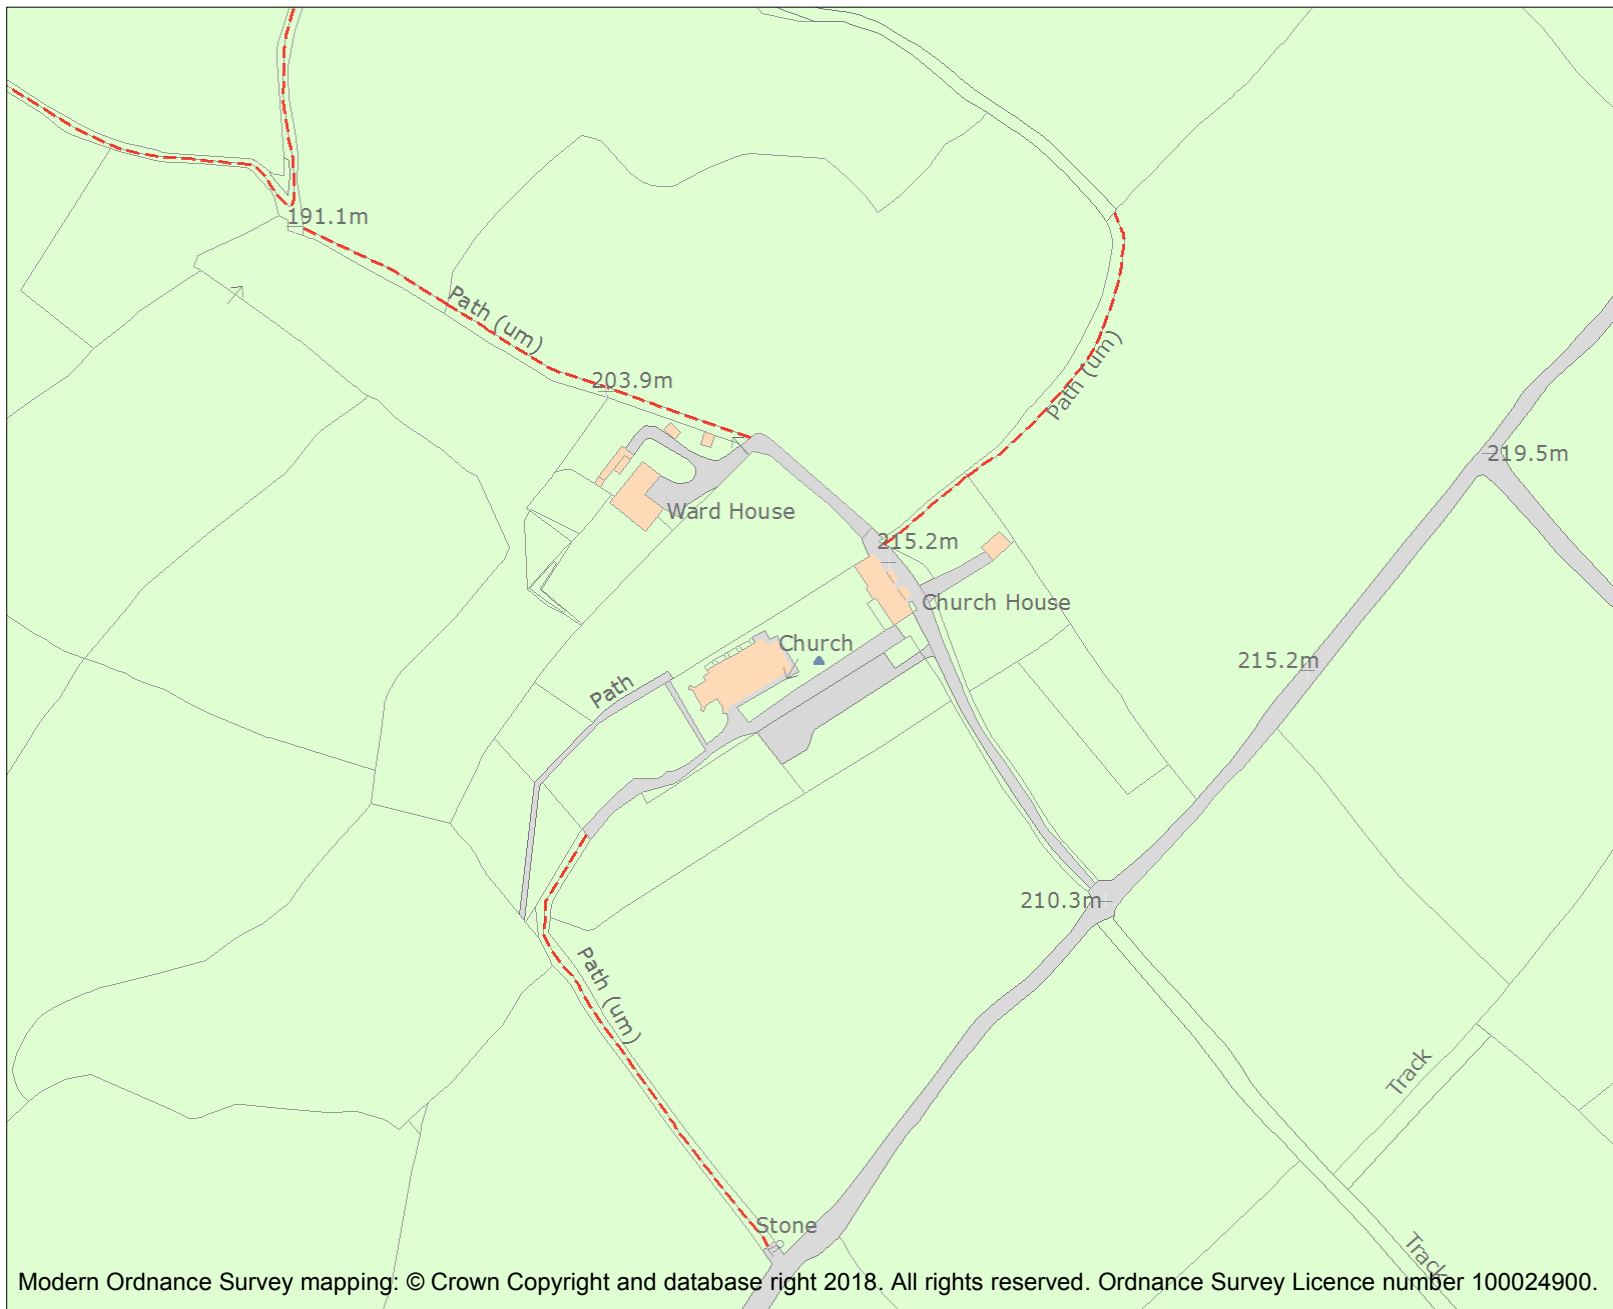 191.1m
Path (um)
203.9m
Path (um)
219.5m
Ward House
215.2m
Church House
Church
215.2m
Path
210.3m
Path (um)
Track
Stone
Track
Modern Ordnance Survey mapping: © Crown Copyright and database right 2018. All rights reserved. Ordnance Survey Licence number 100024900.